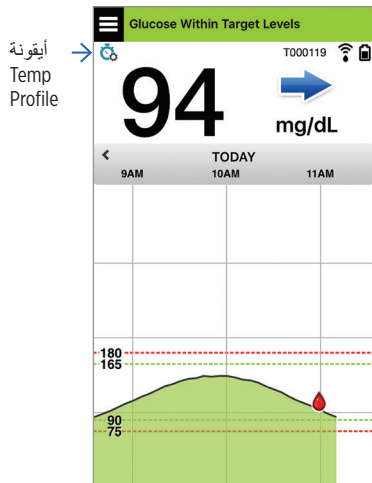 Glucose Within Target Levels
أيقونة
Temp
Profile
T000119
94
mg/dL
TODAY
9AM 10AM 11AM
180
165
90
75